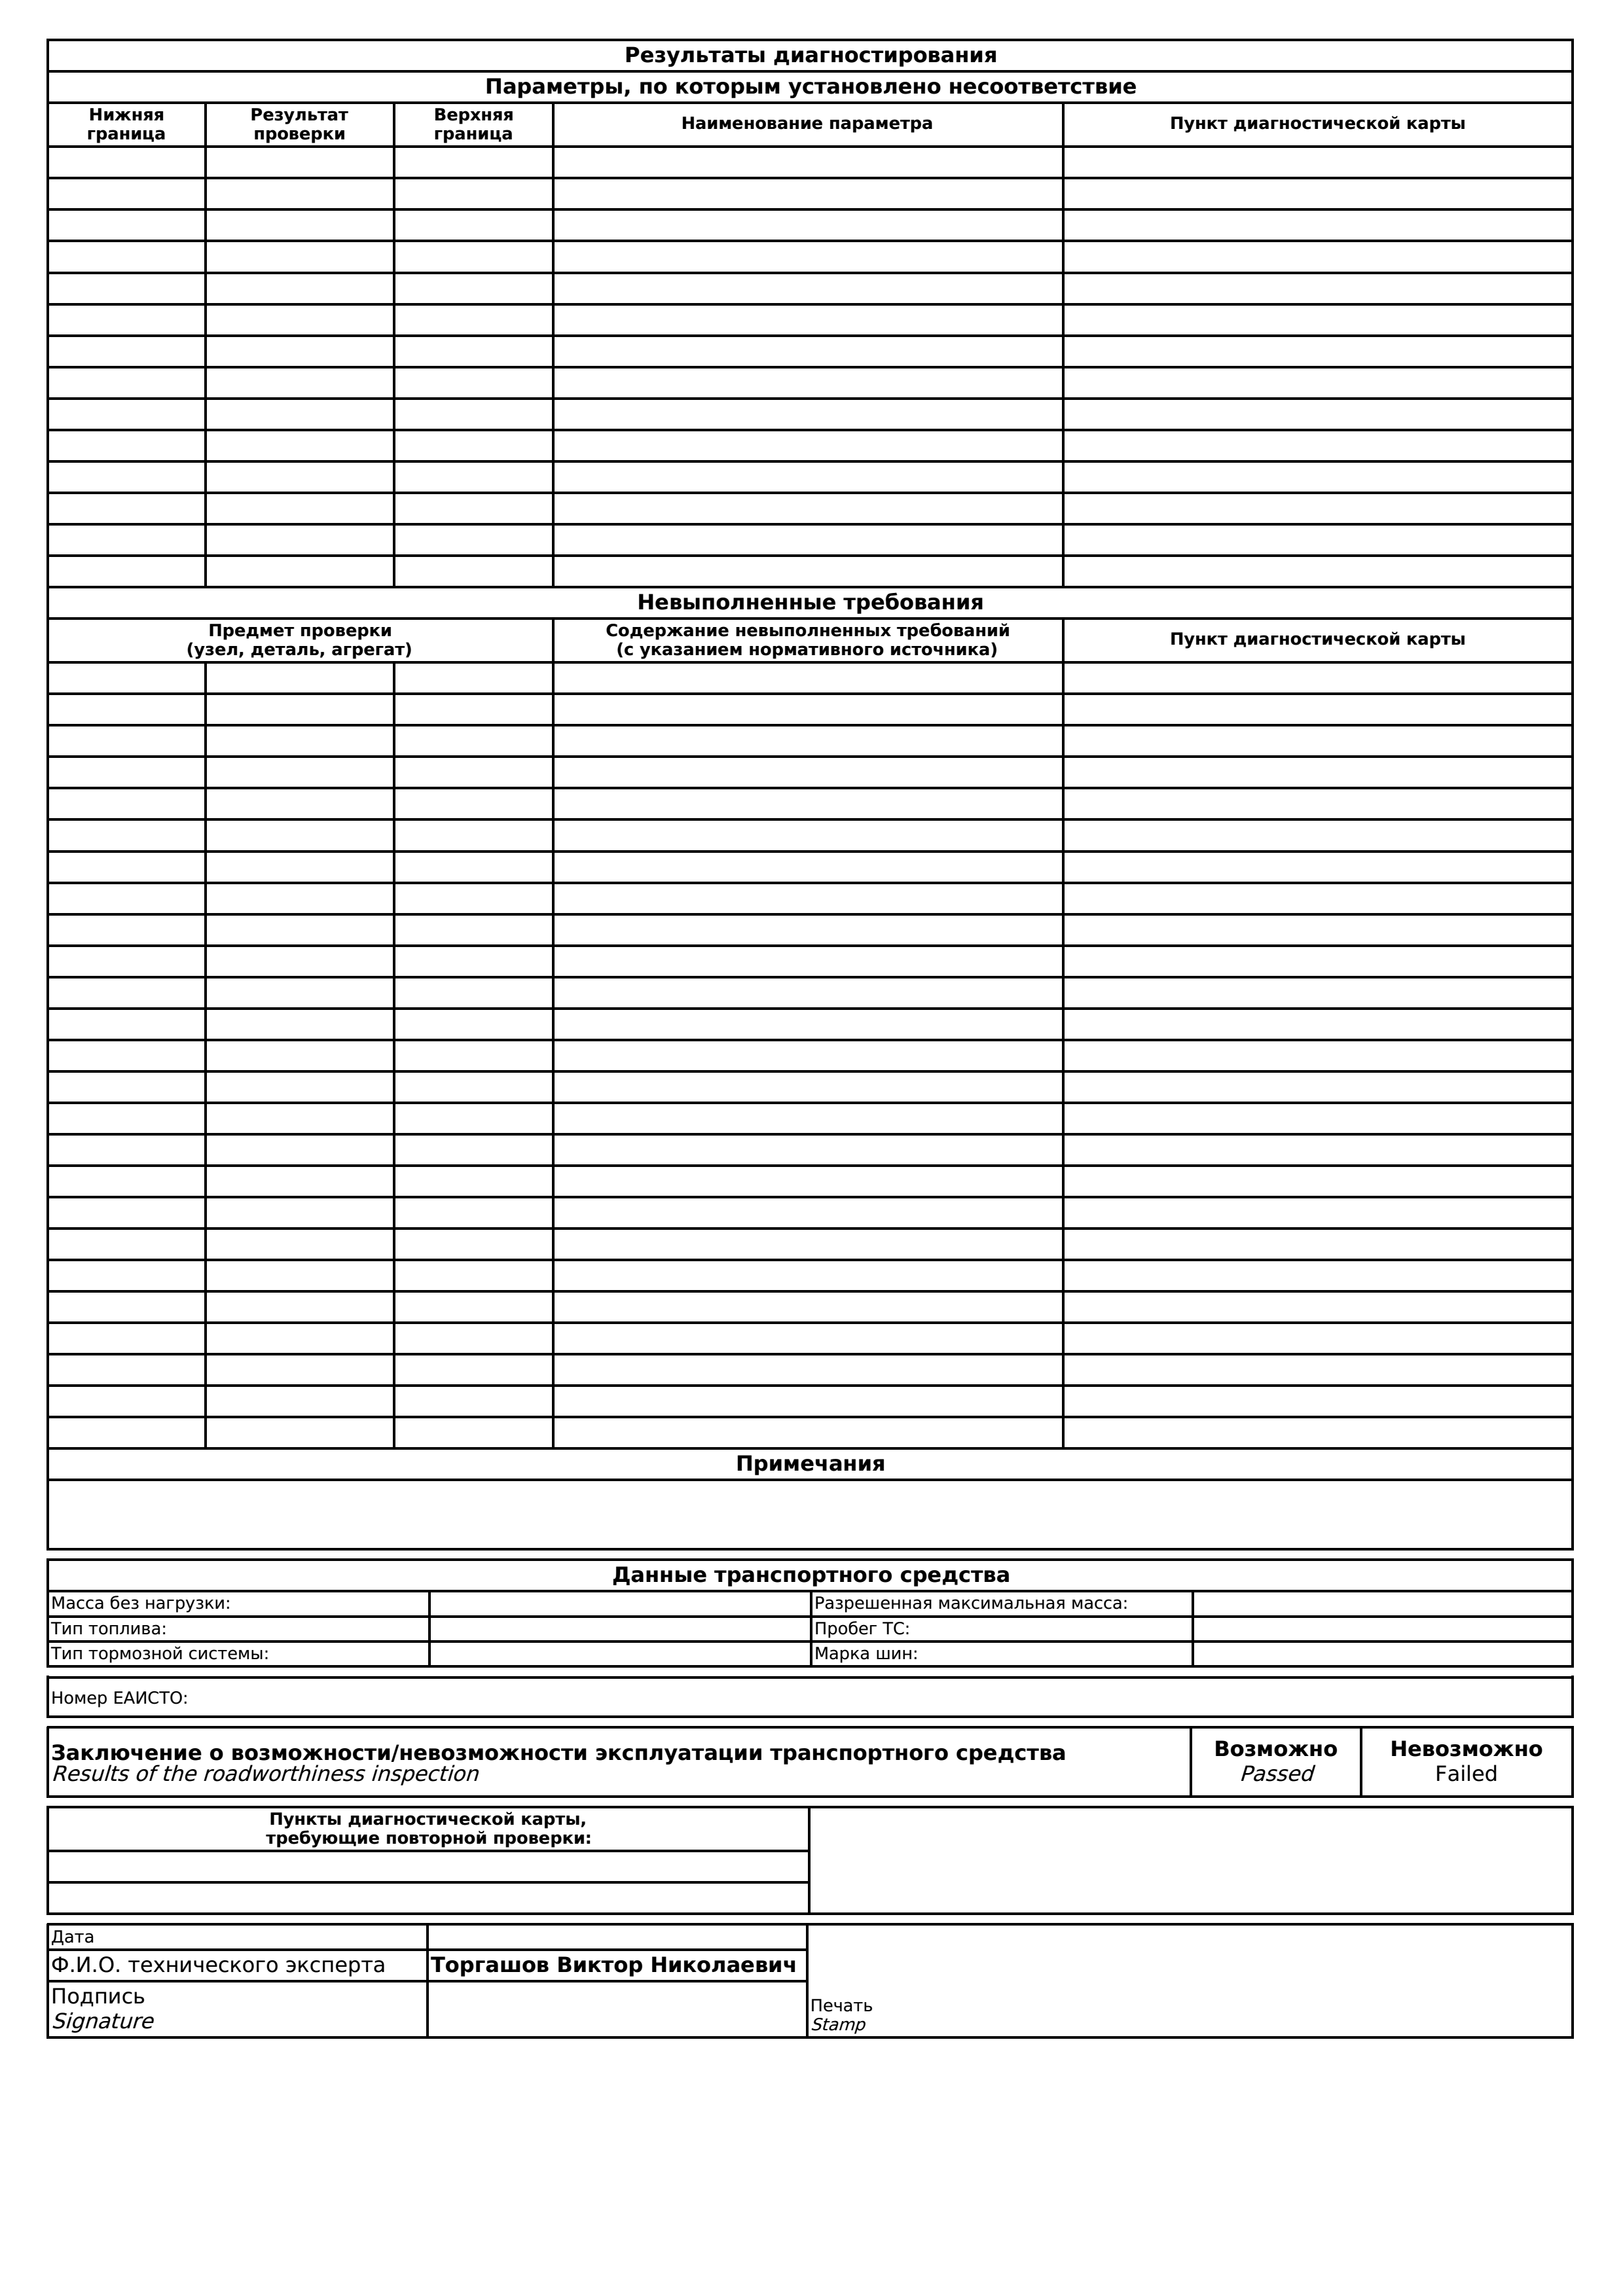 Результаты диагностирования
Параметры, по которым установлено несоответствие
Нижняя граница
Результат проверки
Верхняя граница
Наименование параметра
Пункт диагностической карты
Невыполненные требования
Предмет проверки
(узел, деталь, агрегат)
Содержание невыполненных требований
(с указанием нормативного источника)
Пункт диагностической карты
Примечания
Данные транспортного средства
Масса без нагрузки:
Разрешенная максимальная масса:
Тип топлива:
Пробег ТС:
Тип тормозной системы:
Марка шин:
Номер ЕАИСТО:
Заключение о возможности/невозможности эксплуатации транспортного средства
Results of the roadworthiness inspection
Возможно
Passed
Невозможно
Failed
Пункты диагностической карты,
требующие повторной проверки:
Дата
Ф.И.О. технического эксперта
Торгашов Виктор Николаевич
Подпись
Signature
Печать
Stamp